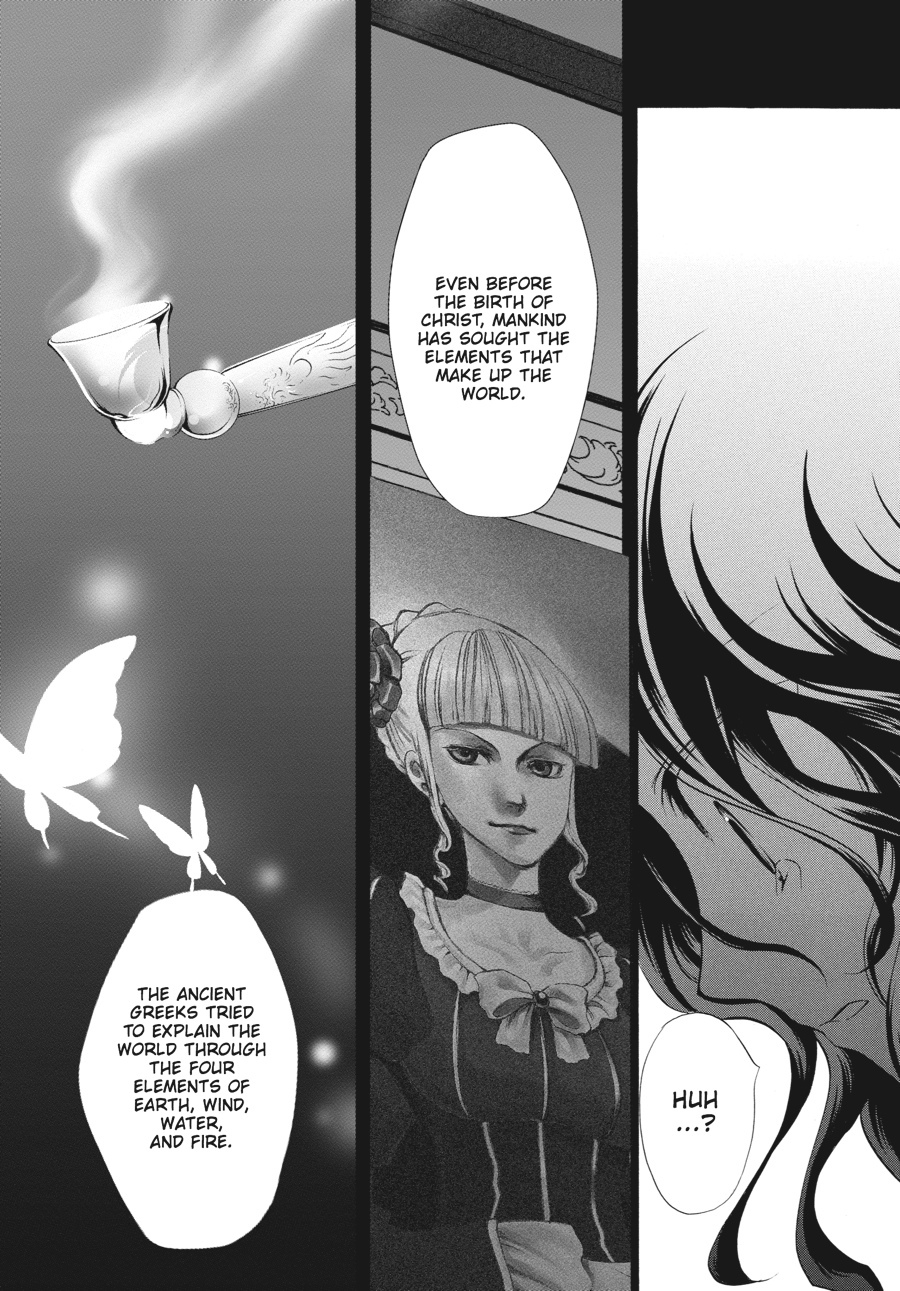 HUH
...?
EVEN BEFORE
THE BIRTH OF
CHRIST, MANKIND
HAS SOUGHT THE
ELEMENTS THAT
MAKE UP THE
WORLD.
THE ANCIENT
GREEKS TRIED
TO EXPLAIN THE
WORLD THROUGH
THE FOUR
ELEMENTS OF
EARTH, WIND,
WATER,
AND FIRE.